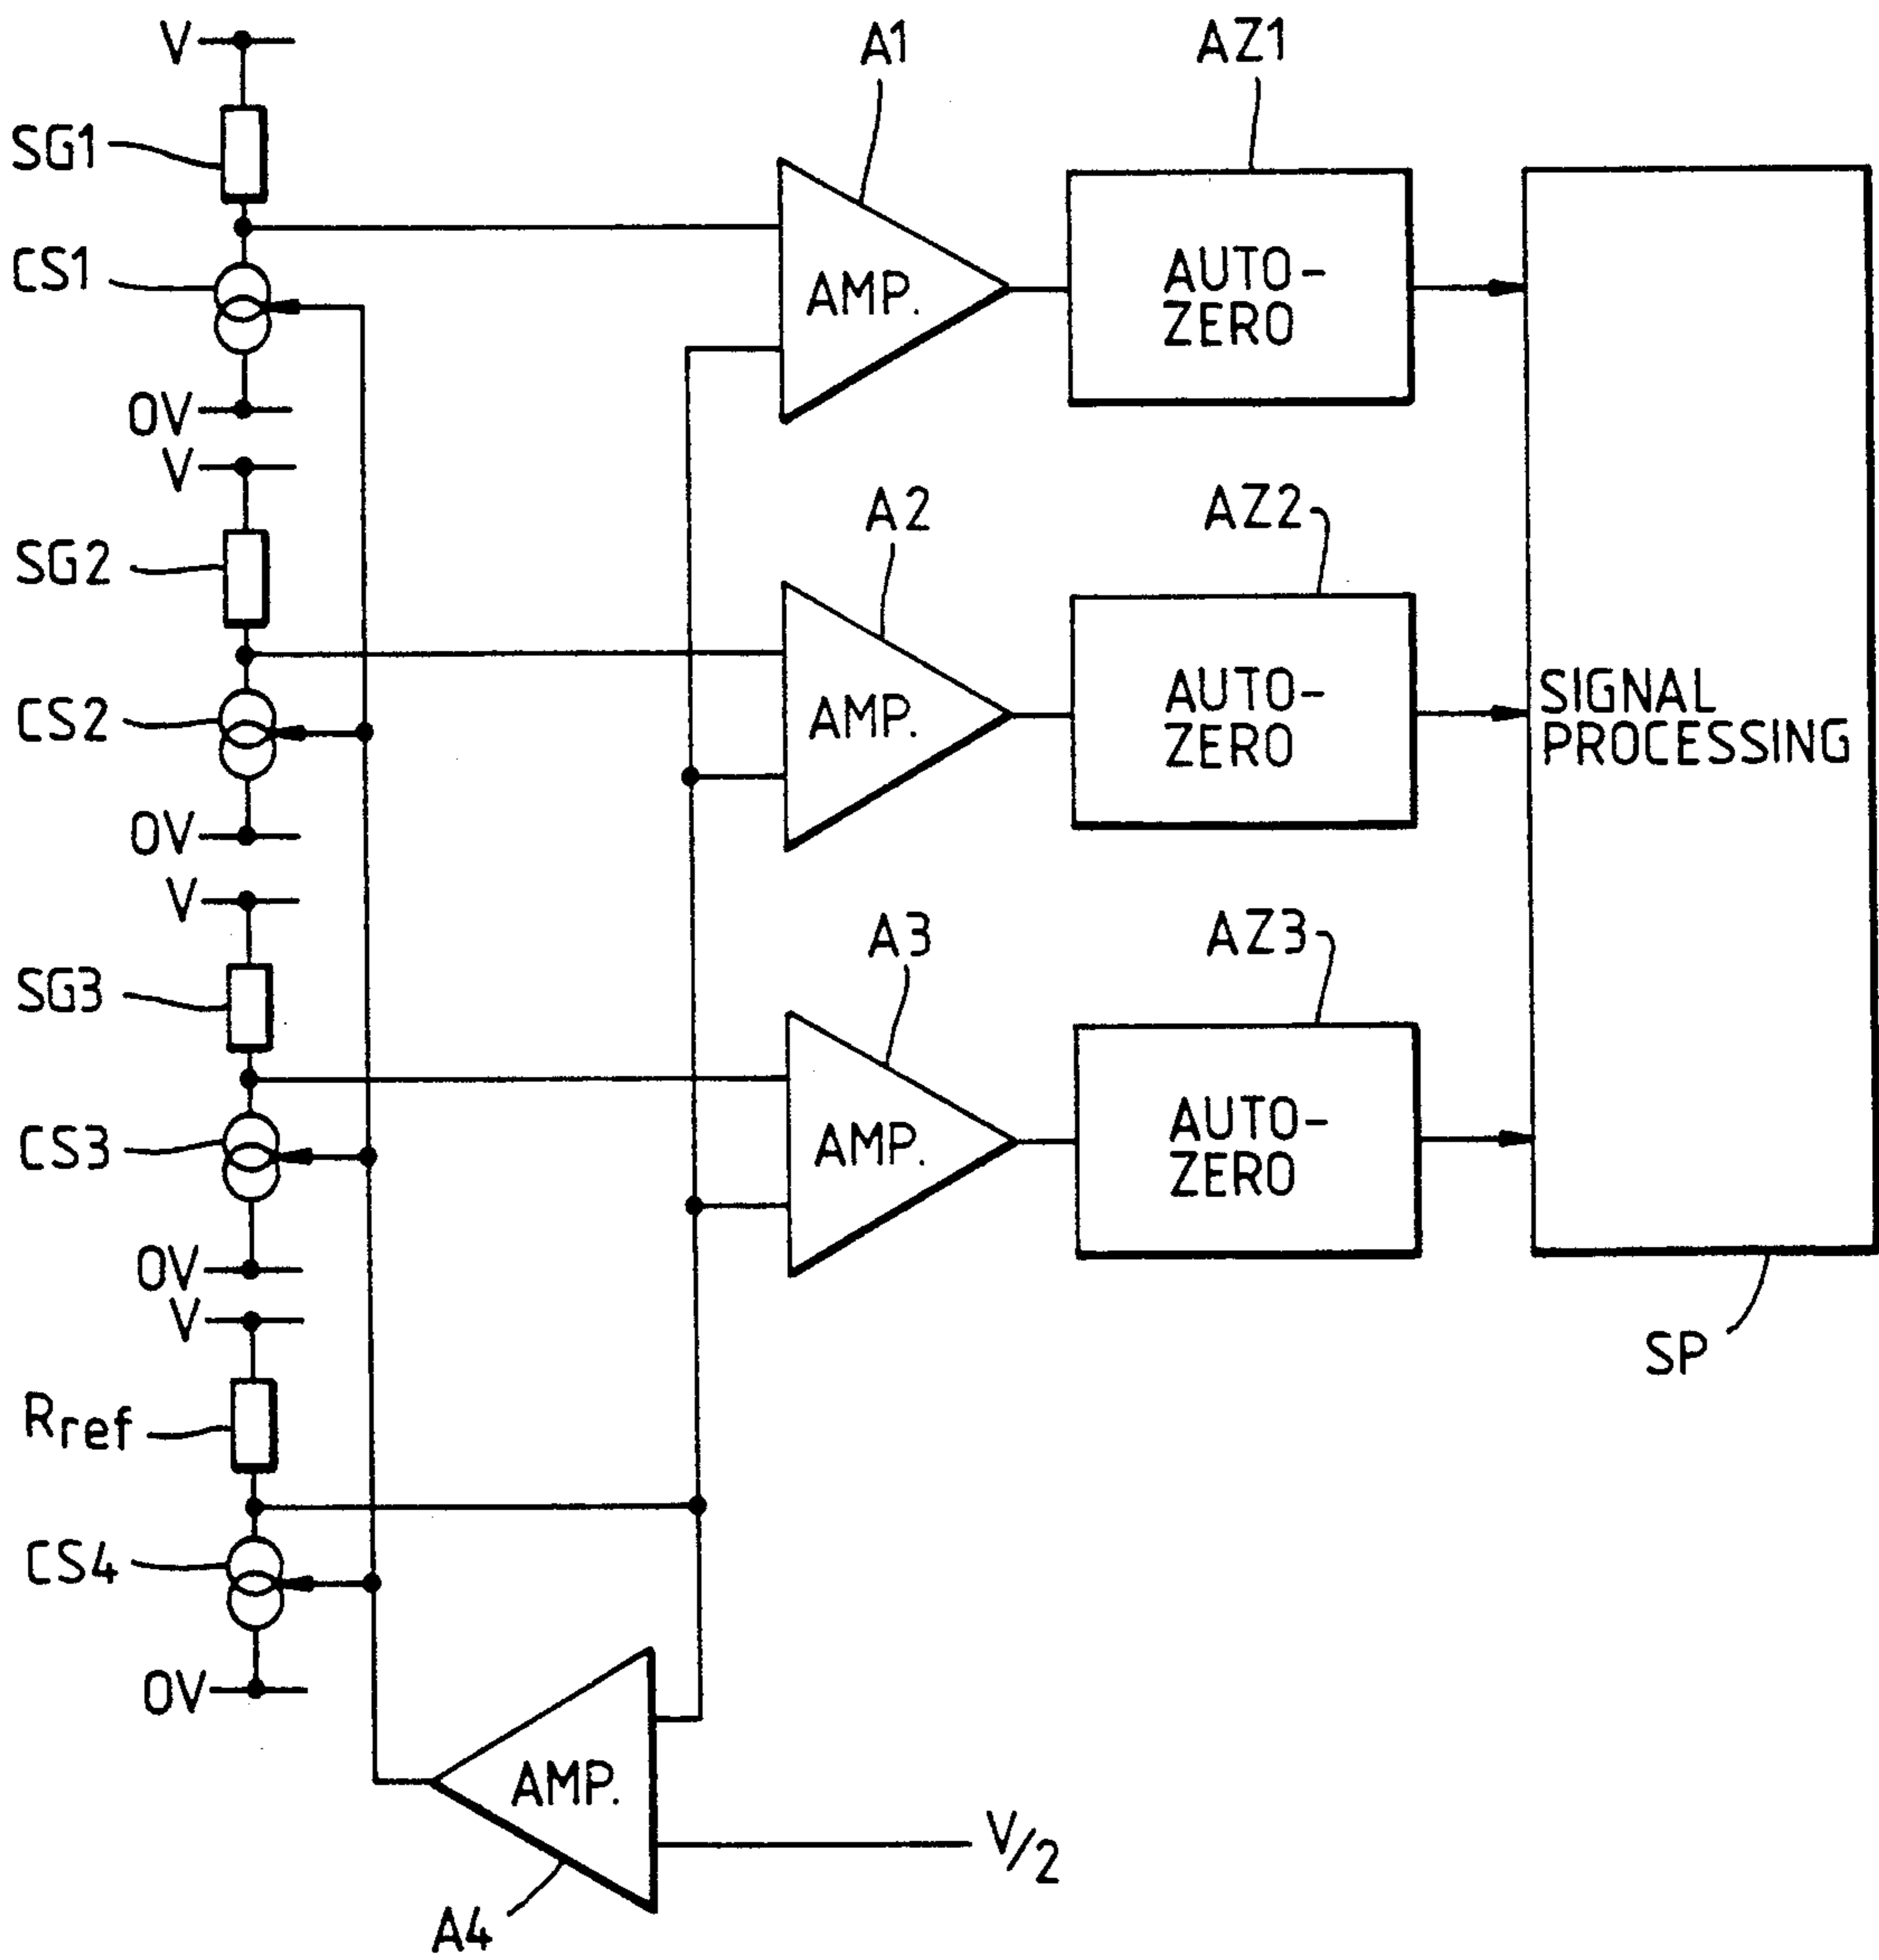 V
A1
AZ1
SG1
CS1
AMP.
AUTO-
ZERO
0V
V
A2
AZ2
SG2
CS2
AMP.
AUTO-
ZERO
SIGNAL
PROCESSING
0V
V
A3
AZ3
SG3
CS3
AMP.
AUTO-
ZERO
0V
V
SP
Rref
CS4
0V
AMP.
V/2
A4